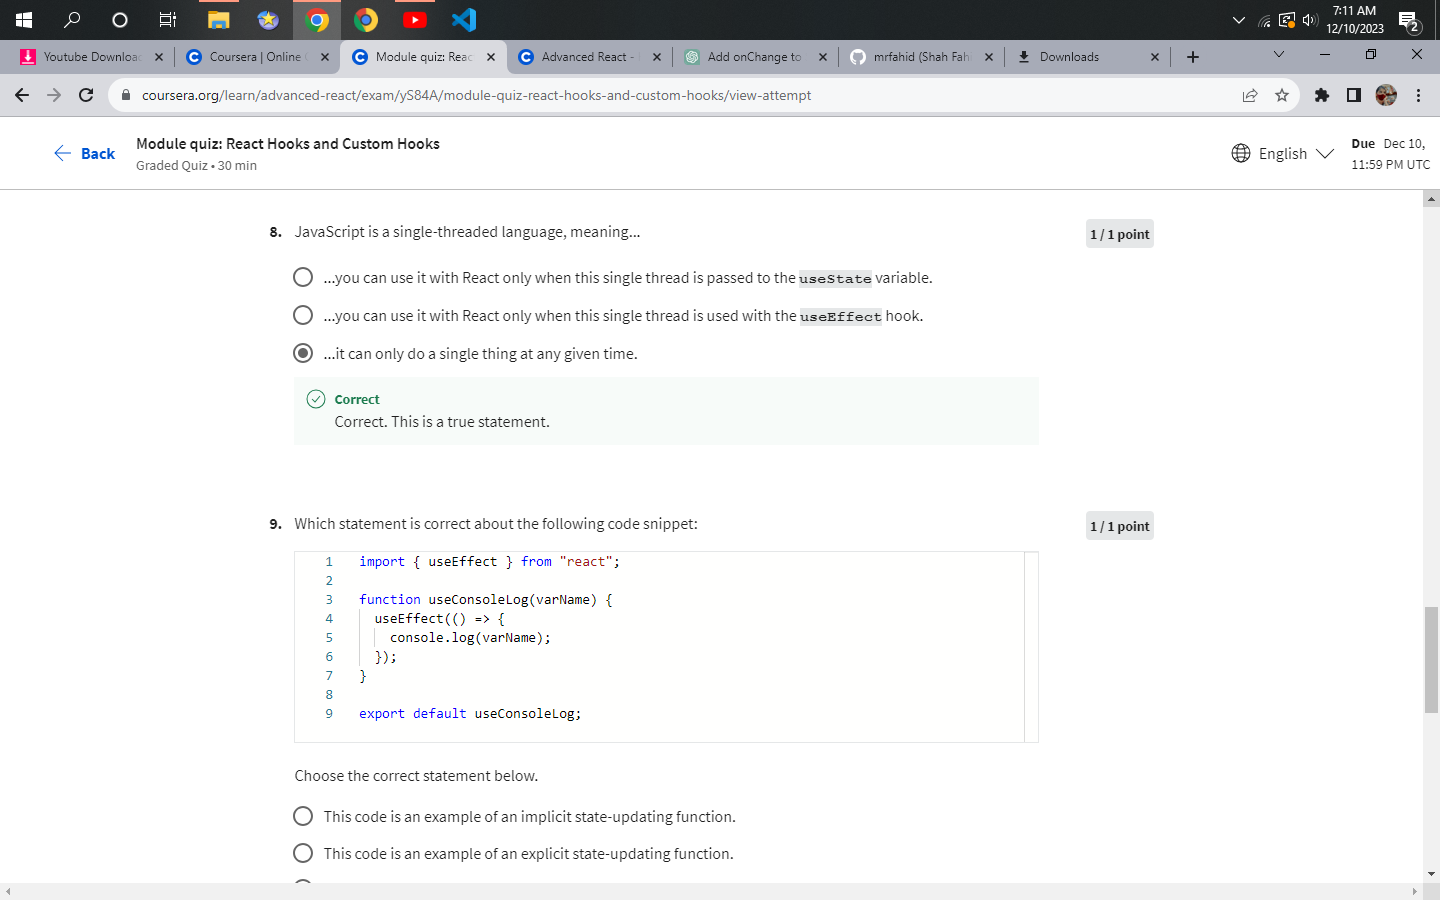 7:11 AM
12/10/2023
2
Youtube Downloa
Coursera | Online
Module quiz: Reac
Advanced React -
Add onChange to
mrfahid (Shah Fah
Downloads
coursera.org/learn/advanced-react/exam/yS84A/module-quiz-react-hooks-and-custom-hooks/view-attempt
Back
Module quiz: React Hooks and Custom Hooks
Graded Quiz • 30 min
English
Due Dec 10,
11:59 PM UTC
8. JavaScript is a single-threaded language, meaning...
1 / 1 point
...you can use it with React only when this single thread is passed to the useState variable.
...you can use it with React only when this single thread is used with the useEffect hook.
...it can only do a single thing at any given time.
Correct
Correct. This is a true statement.
9. Which statement is correct about the following code snippet:
1 / 1 point
1 import { useEffect } from "react";
2
3 function useConsoleLog(varName) {
4 useEffect(() => {
5 console.log(varName);
6 });
7 }
8
9 export default useConsoleLog;
Choose the correct statement below.
This code is an example of an implicit state-updating function.
This code is an example of an explicit state-updating function.